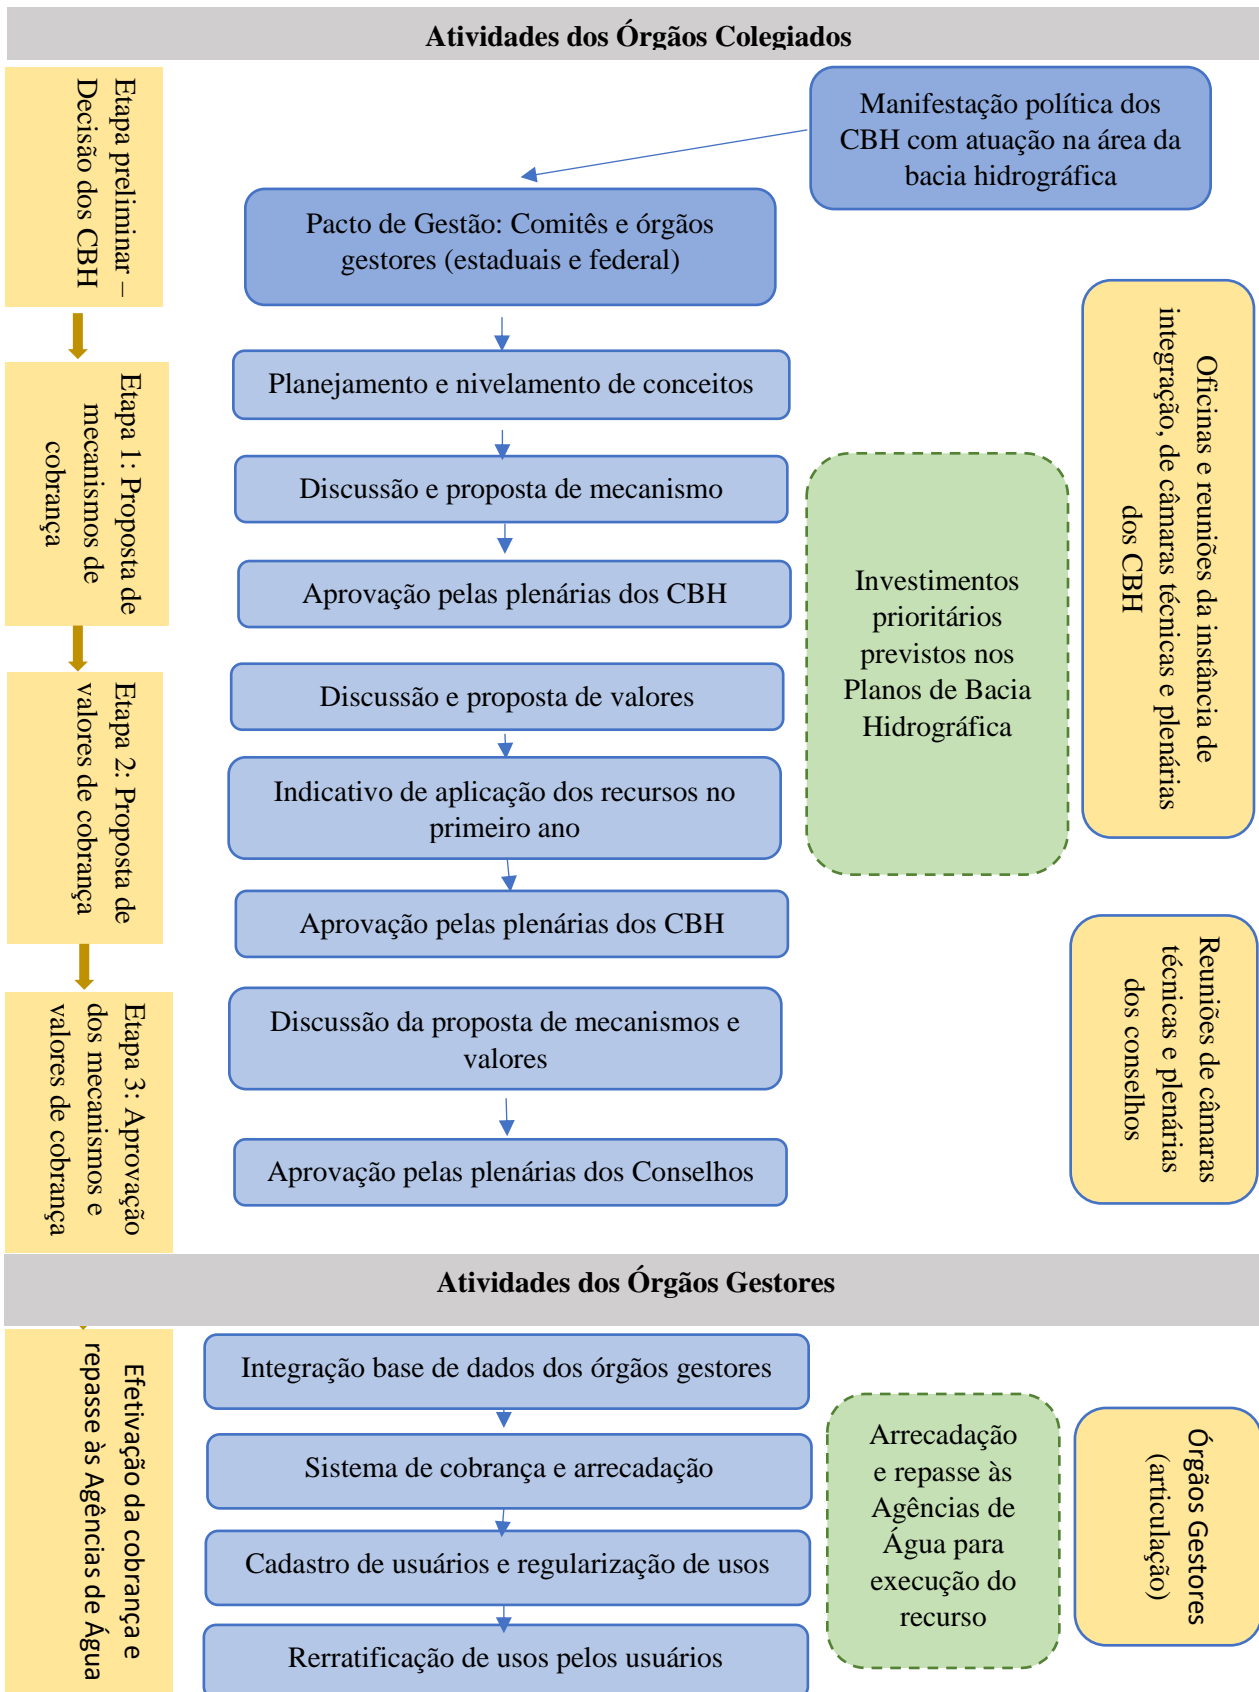 Atividades dos Órgãos Colegiados
Etapa preliminar –
Decisão dos CBH
Manifestação política dos
CBH com atuação na área da
bacia hidrográfica
Pacto de Gestão: Comitês e órgãos
gestores (estaduais e federal)
Etapa 1: Proposta de
mecanismos de
cobrança
Planejamento e nivelamento de conceitos
Discussão e proposta de mecanismo
Aprovação pelas plenárias dos CBH
Oficinas e reuniões da instância de
integração, de câmaras técnicas e plenárias
dos CBH
Investimentos
prioritários
previstos nos
Planos de Bacia
Hidrográfica
Etapa 2: Proposta de
valores de cobrança
Discussão e proposta de valores
Indicativo de aplicação dos recursos no
primeiro ano
Aprovação pelas plenárias dos CBH
Etapa 3: Aprovação
dos mecanismos e
valores de cobrança
Discussão da proposta de mecanismos e
valores
Aprovação pelas plenárias dos Conselhos
Reuniões de câmaras
técnicas e plenárias
dos conselhos
Atividades dos Órgãos Gestores
Efetivação da cobrança e
repasse às Agências de Água
Integração base de dados dos órgãos gestores
Sistema de cobrança e arrecadação
Cadastro de usuários e regularização de usos
Rerratificação de usos pelos usuários
Arrecadação
e repasse às
Agências de
Água para
execução do
recurso
Órgãos Gestores
(articulação)